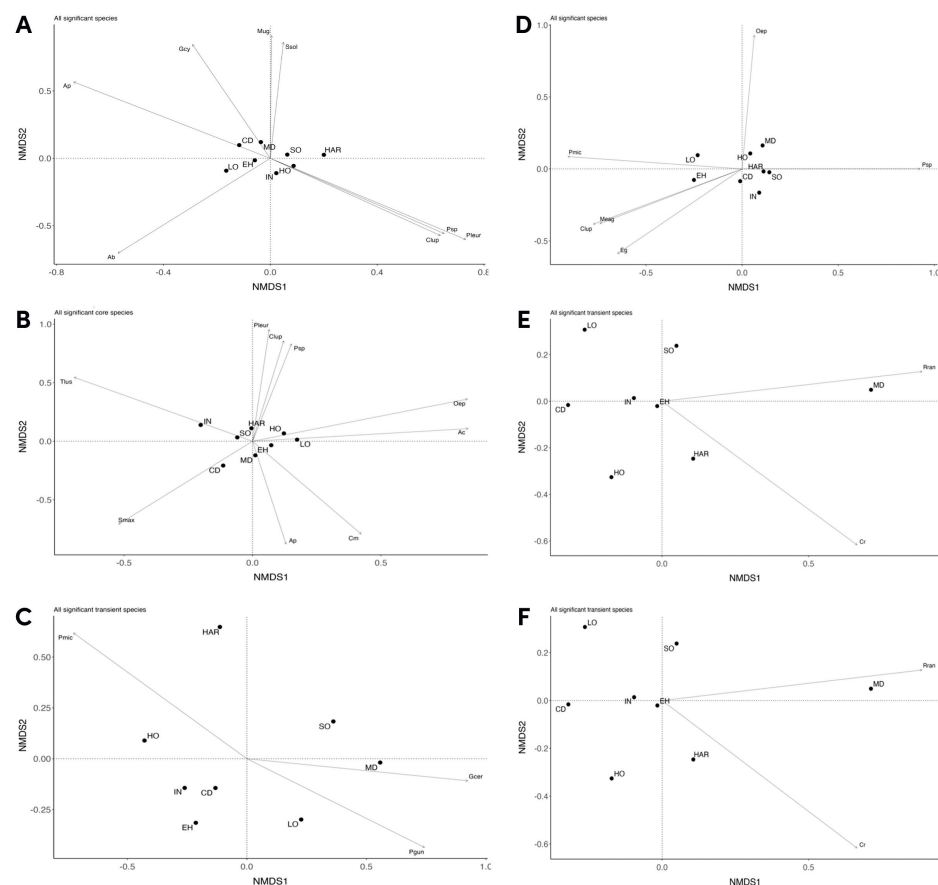 A
All significant species
NMDS2
0.5
0.0
-0.5
Mug
Ssol
Gcy
Ap
CD
MD
SO
HAR
EH
LO
IN
HO
Psp
Clup
Pleur
Ab
-0.8
-0.4
0.0
0.4
0.8
NMDS1
D
All significant species
NMDS2
1.0
0.5
0.0
-0.5
Oep
Pmic
MD
HO
LO
HAR
Psp
EH
CD
SO
IN
Meag
Clup
Eg
-0.5
0.0
0.5
1.0
NMDS1
B
All significant core species
NMDS2
1.0
0.5
0.0
-0.5
Pleur
Clup
Psp
Tlus
Oep
IN
HAR
HO
Ac
SO
LO
EH
MD
CD
Smax
Ap
Cm
-0.5
0.0
0.5
NMDS1
E
All significant transient species
NMDS2
0.2
0.0
-0.2
-0.4
-0.6
LO
SO
Rran
MD
IN
EH
CD
HAR
HO
Cr
0.0
0.5
NMDS1
C
All significant transient species
NMDS2
0.50
0.25
0.00
-0.25
HAR
Pmic
SO
HO
MD
Gcer
IN
CD
EH
LO
Pgun
-0.5
0.0
0.5
1.0
NMDS1
F
All significant transient species
NMDS2
0.2
0.0
-0.2
-0.4
-0.6
LO
SO
Rran
MD
IN
EH
CD
HAR
HO
Cr
0.0
0.5
NMDS1